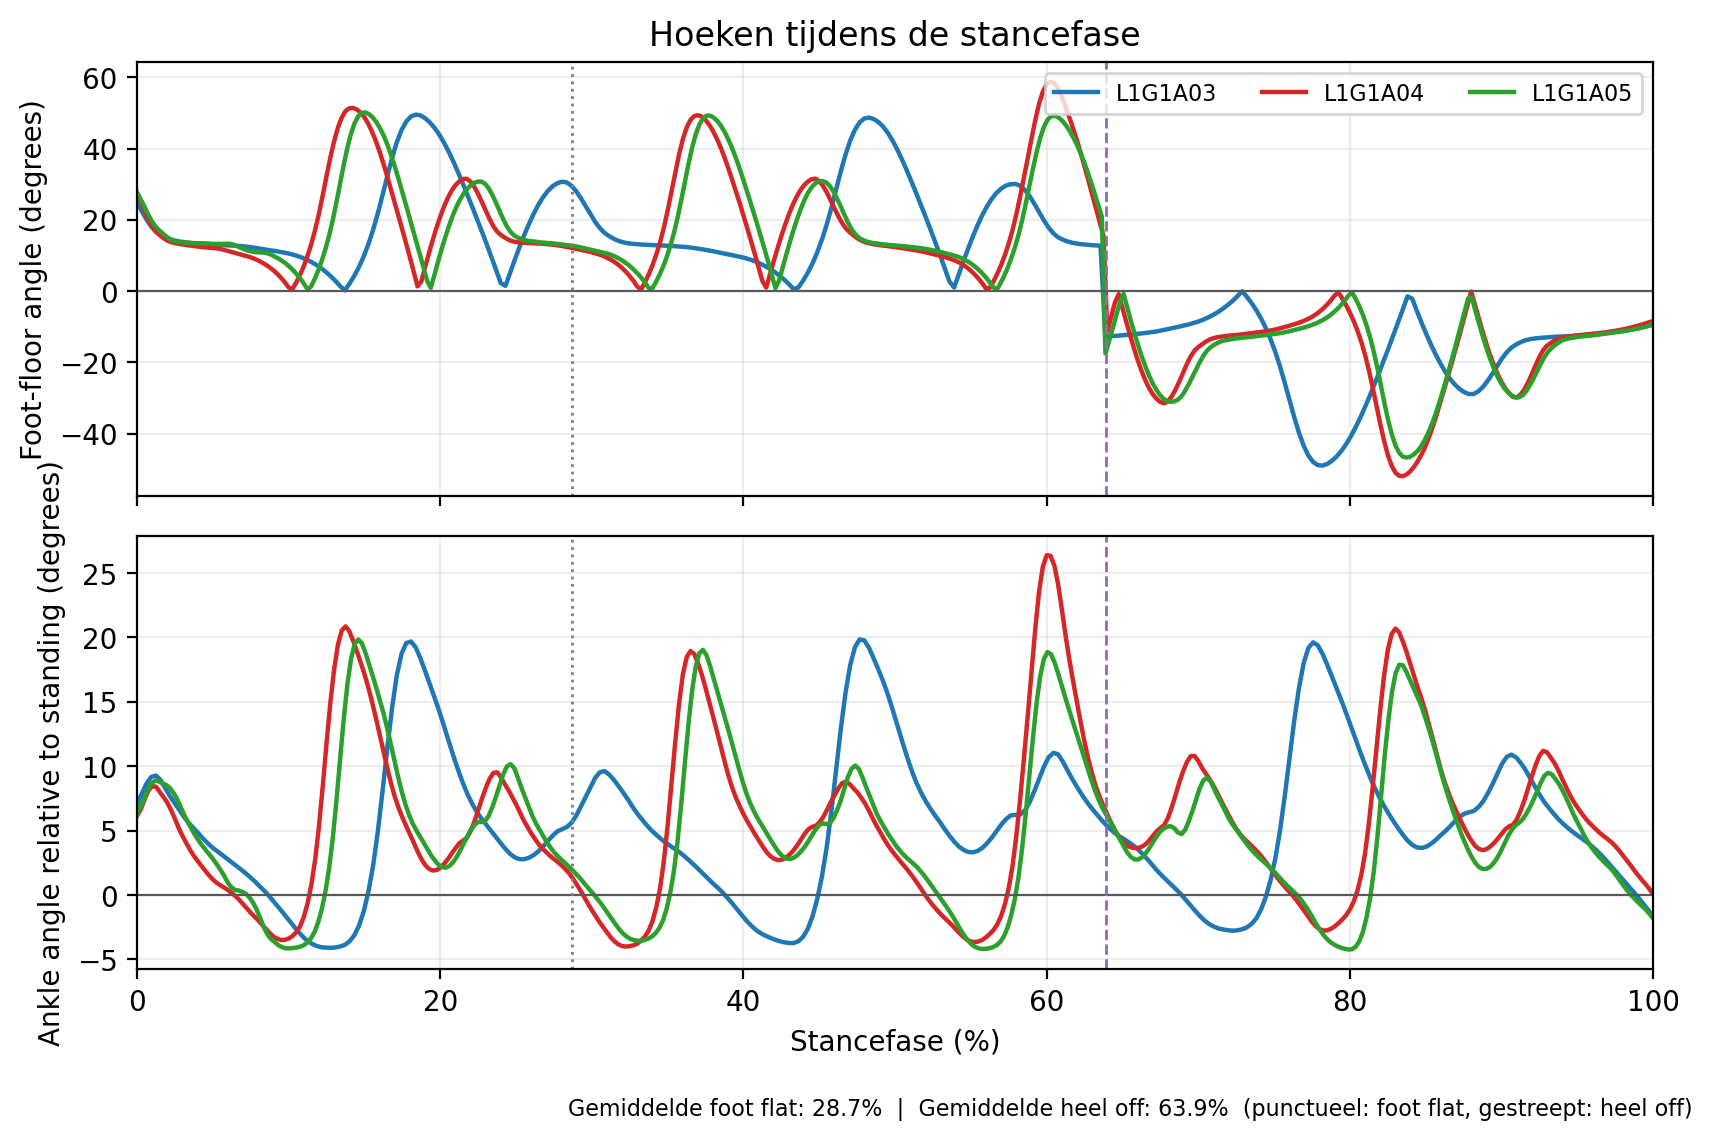 Hoeken tijdens de stancefase
Foot-floor angle (degrees)
60
40
20
0
−20
−40
L1G1A03
L1G1A04
L1G1A05
Ankle angle relative to standing (degrees)
25
20
15
10
5
0
−5
0
20
40
60
80
100
Stancefase (%)
Gemiddelde foot flat: 28.7% | Gemiddelde heel off: 63.9% (punctueel: foot flat, gestreept: heel off)